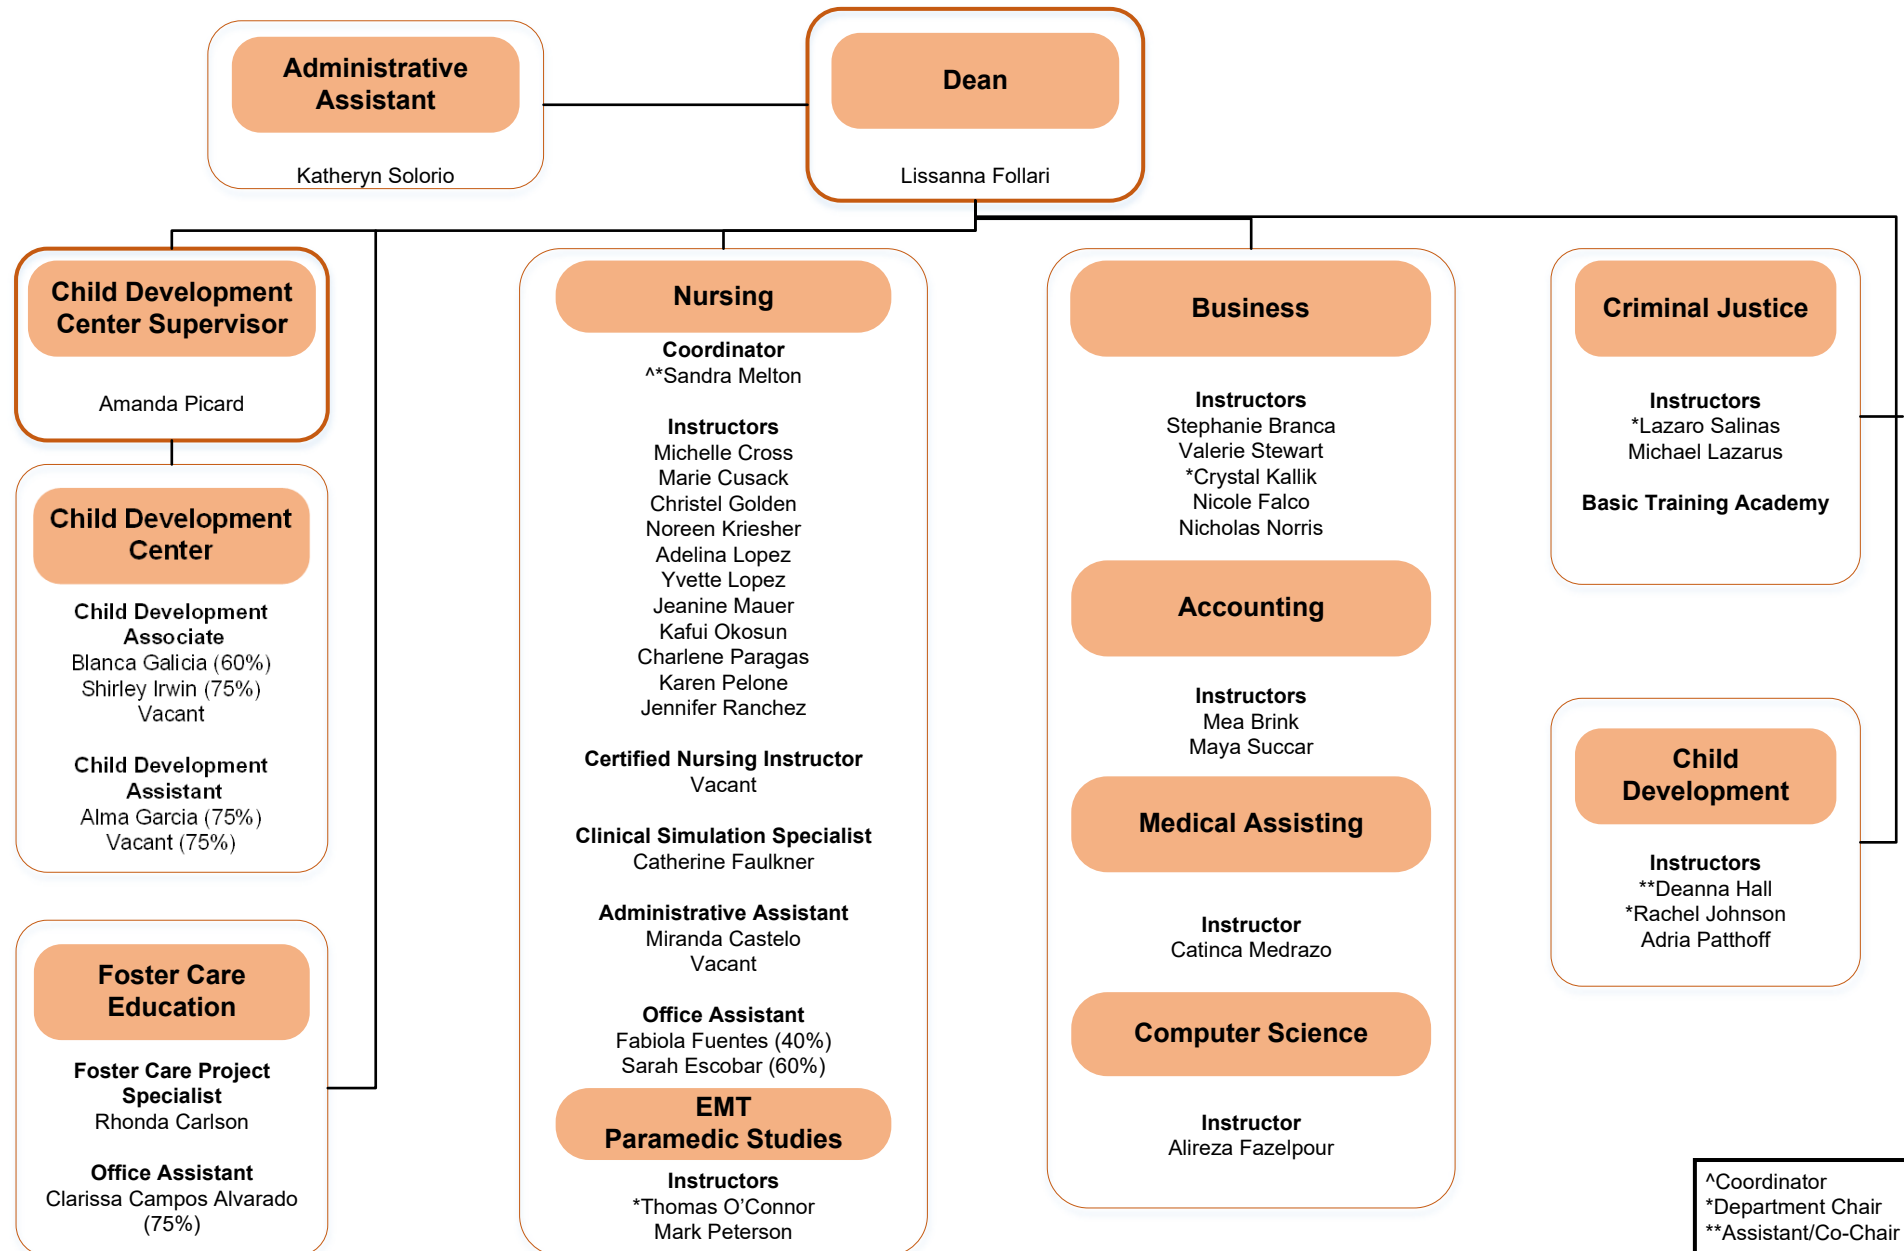 Administrative
Assistant
Katheryn Solorio
Dean
Lissanna Follari
Child Development
Center Supervisor
Amanda Picard
Child Development
Center
Child Development
Associate
Blanca Galicia (60%)
Shirley Irwin (75%)
Vacant
Child Development
Assistant
Alma Garcia (75%)
Vacant (75%)
Foster Care
Education
Foster Care Project
Specialist
Rhonda Carlson
Office Assistant
Clarissa Campos Alvarado
(75%)
Nursing
Coordinator
^*Sandra Melton
Instructors
Michelle Cross
Marie Cusack
Christel Golden
Noreen Kriesher
Adelina Lopez
Yvette Lopez
Jeanine Mauer
Kafui Okosun
Charlene Paragas
Karen Pelone
Jennifer Ranchez
Certified Nursing Instructor
Vacant
Clinical Simulation Specialist
Catherine Faulkner
Administrative Assistant
Miranda Castelo
Vacant
Office Assistant
Fabiola Fuentes (40%)
Sarah Escobar (60%)
EMT
Paramedic Studies
Instructors
*Thomas O’Connor
Mark Peterson
Business
Instructors
Stephanie Branca
Valerie Stewart
*Crystal Kallik
Nicole Falco
Nicholas Norris
Accounting
Instructors
Mea Brink
Maya Succar
Medical Assisting
Instructor
Catinca Medrazo
Computer Science
Instructor
Alireza Fazelpour
Criminal Justice
Instructors
*Lazaro Salinas
Michael Lazarus
Basic Training Academy
Child
Development
Instructors
**Deanna Hall
*Rachel Johnson
Adria Patthoff
^Coordinator
*Department Chair
**Assistant/Co-Chair